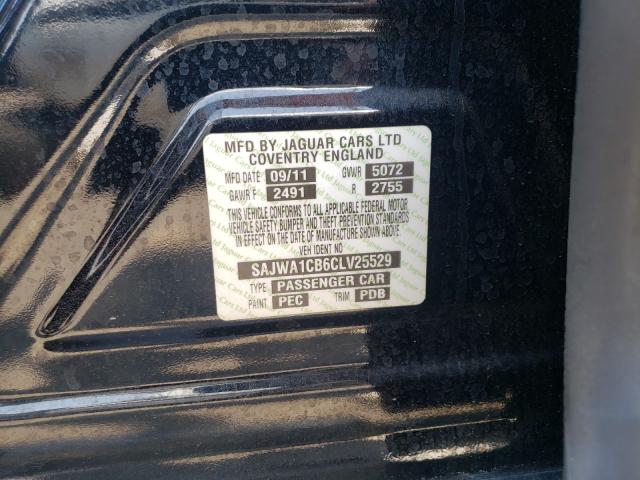 MFD BY JAGUAR CARS LTD
COVENTRY ENGLAND
MFD DATE 09/11 GVWR 5072
GAWR F 2491 R 2755
THIS VEHICLE CONFORMS TO ALL APPLICABLE FEDERAL MOTOR
VEHICLE SAFETY BUMPER AND THEFT PREVENTION STANDARDS
IN EFFECT ON THE DATE OF MANUFACTURE SHOWN ABOVE
VEH IDENT NO
SAJWA1CB6CLV25529
TYPE PASSENGER CAR
PAINT PEC TRIM PDB